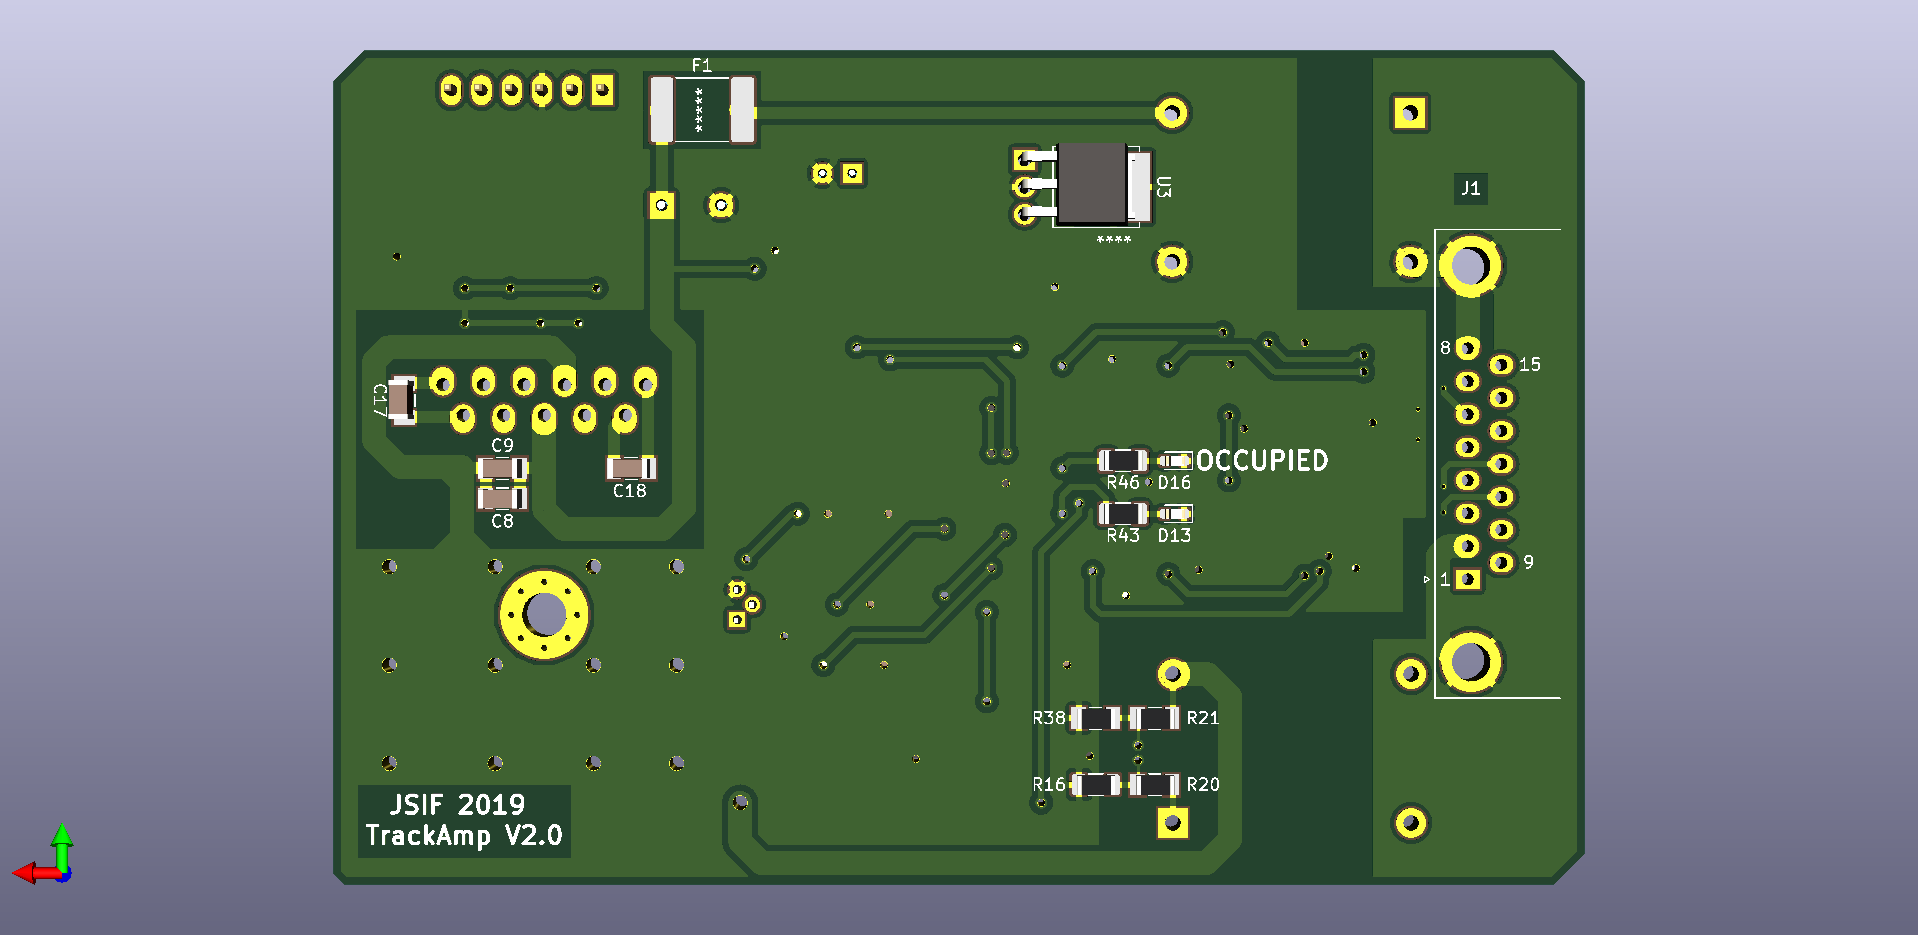 F1
*****
U3
****
J1
8
15
C17
C9
C18
C8
OCCUPIED
R46 D16
R43 D13
1
9
R38
R21
R16
R20
JSIF 2019
TrackAmp V2.0